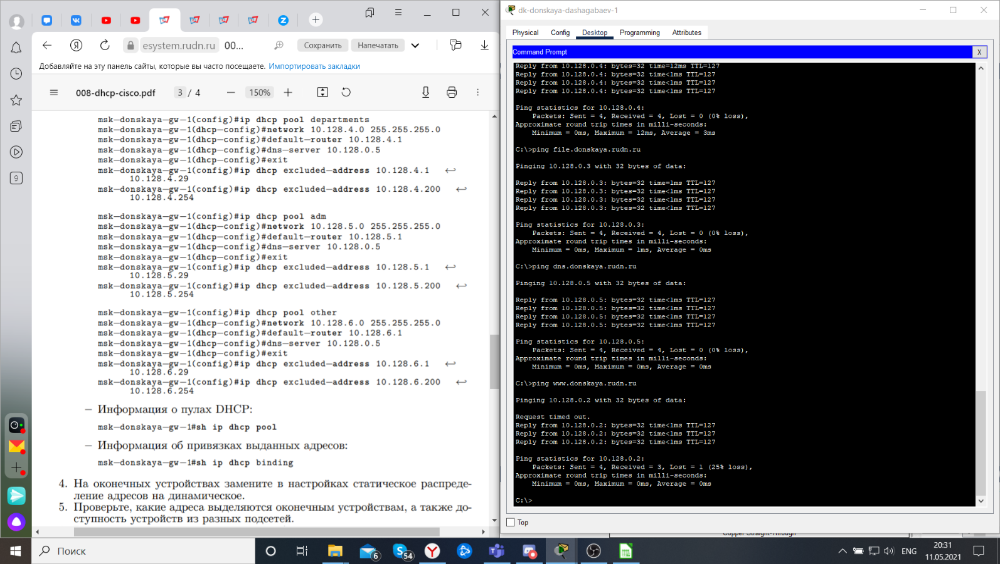 esystem.rudn.ru
00...
Сохранить
Напечатать
Добавляйте на эту панель сайты, которые вы часто посещаете. Импортировать закладки
008-dhcp-cisco.pdf
3 / 4
150%
9
msk—donskaya—gw—1(config)#ip dhcp pool departments
msk—donskaya—gw—1(dhcp—config)#network 10.128.4.0 255.255.255.0
msk—donskaya—gw—1(dhcp—config)#default—router 10.128.4.1
msk—donskaya—gw—1(dhcp—config)#dns—server 10.128.0.5
msk—donskaya—gw—1(dhcp—config)#exit
msk—donskaya—gw—1(config)#ip dhcp excluded—address 10.128.4.1 ↩
10.128.4.29
msk—donskaya—gw—1(config)#ip dhcp excluded—address 10.128.4.200 ↩
10.128.4.254
msk—donskaya—gw—1(config)#ip dhcp pool adm
msk—donskaya—gw—1(dhcp—config)#network 10.128.5.0 255.255.255.0
msk—donskaya—gw—1(dhcp—config)#default—router 10.128.5.1
msk—donskaya—gw—1(dhcp—config)#dns—server 10.128.0.5
msk—donskaya—gw—1(dhcp—config)#exit
msk—donskaya—gw—1(config)#ip dhcp excluded—address 10.128.5.1 ↩
10.128.5.29
msk—donskaya—gw—1(config)#ip dhcp excluded—address 10.128.5.200 ↩
10.128.5.254
msk—donskaya—gw—1(config)#ip dhcp pool other
msk—donskaya—gw—1(dhcp—config)#network 10.128.6.0 255.255.255.0
msk—donskaya—gw—1(dhcp—config)#default—router 10.128.6.1
msk—donskaya—gw—1(dhcp—config)#dns—server 10.128.0.5
msk—donskaya—gw—1(dhcp—config)#exit
msk—donskaya—gw—1(config)#ip dhcp excluded—address 10.128.6.1 ↩
10.128.6.29
msk—donskaya—gw—1(config)#ip dhcp excluded—address 10.128.6.200 ↩
10.128.6.254
– Информация о пулах DHCP:
msk—donskaya—gw—1#sh ip dhcp pool
– Информация об привязках выданных адресов:
msk—donskaya—gw—1#sh ip dhcp binding
4. На оконечных устройствах замените в настройках статическое распреде-
ление адресов на динамическое.
5. Проверьте, какие адреса выделяются оконечным устройствам, а также до-
ступность устройств из разных подсетей.
dk-donskaya-dashagabaev-1
Physical
Config
Desktop
Programming
Attributes
Command Prompt
X
Reply from 10.128.0.4: bytes=32 time=12ms TTL=127
Reply from 10.128.0.4: bytes=32 time<1ms TTL=127
Reply from 10.128.0.4: bytes=32 time<1ms TTL=127
Reply from 10.128.0.4: bytes=32 time<1ms TTL=127
Ping statistics for 10.128.0.4:
Packets: Sent = 4, Received = 4, Lost = 0 (0% loss),
Approximate round trip times in milli-seconds:
Minimum = 0ms, Maximum = 12ms, Average = 3ms
C:\>ping file.donskaya.rudn.ru
Pinging 10.128.0.3 with 32 bytes of data:
Reply from 10.128.0.3: bytes=32 time=1ms TTL=127
Reply from 10.128.0.3: bytes=32 time<1ms TTL=127
Reply from 10.128.0.3: bytes=32 time<1ms TTL=127
Reply from 10.128.0.3: bytes=32 time<1ms TTL=127
Ping statistics for 10.128.0.3:
Packets: Sent = 4, Received = 4, Lost = 0 (0% loss),
Approximate round trip times in milli-seconds:
Minimum = 0ms, Maximum = 1ms, Average = 0ms
C:\>ping dns.donskaya.rudn.ru
Pinging 10.128.0.5 with 32 bytes of data:
Reply from 10.128.0.5: bytes=32 time<1ms TTL=127
Reply from 10.128.0.5: bytes=32 time<1ms TTL=127
Reply from 10.128.0.5: bytes=32 time<1ms TTL=127
Reply from 10.128.0.5: bytes=32 time<1ms TTL=127
Ping statistics for 10.128.0.5:
Packets: Sent = 4, Received = 4, Lost = 0 (0% loss),
Approximate round trip times in milli-seconds:
Minimum = 0ms, Maximum = 0ms, Average = 0ms
C:\>ping www.donskaya.rudn.ru
Pinging 10.128.0.2 with 32 bytes of data:
Request timed out.
Reply from 10.128.0.2: bytes=32 time<1ms TTL=127
Reply from 10.128.0.2: bytes=32 time<1ms TTL=127
Reply from 10.128.0.2: bytes=32 time<1ms TTL=127
Ping statistics for 10.128.0.2:
Packets: Sent = 4, Received = 3, Lost = 1 (25% loss),
Approximate round trip times in milli-seconds:
Minimum = 0ms, Maximum = 0ms, Average = 0ms
C:\>
Top
Copper Straight-Through
Поиск
6
54
ENG
20:31
11.05.2021